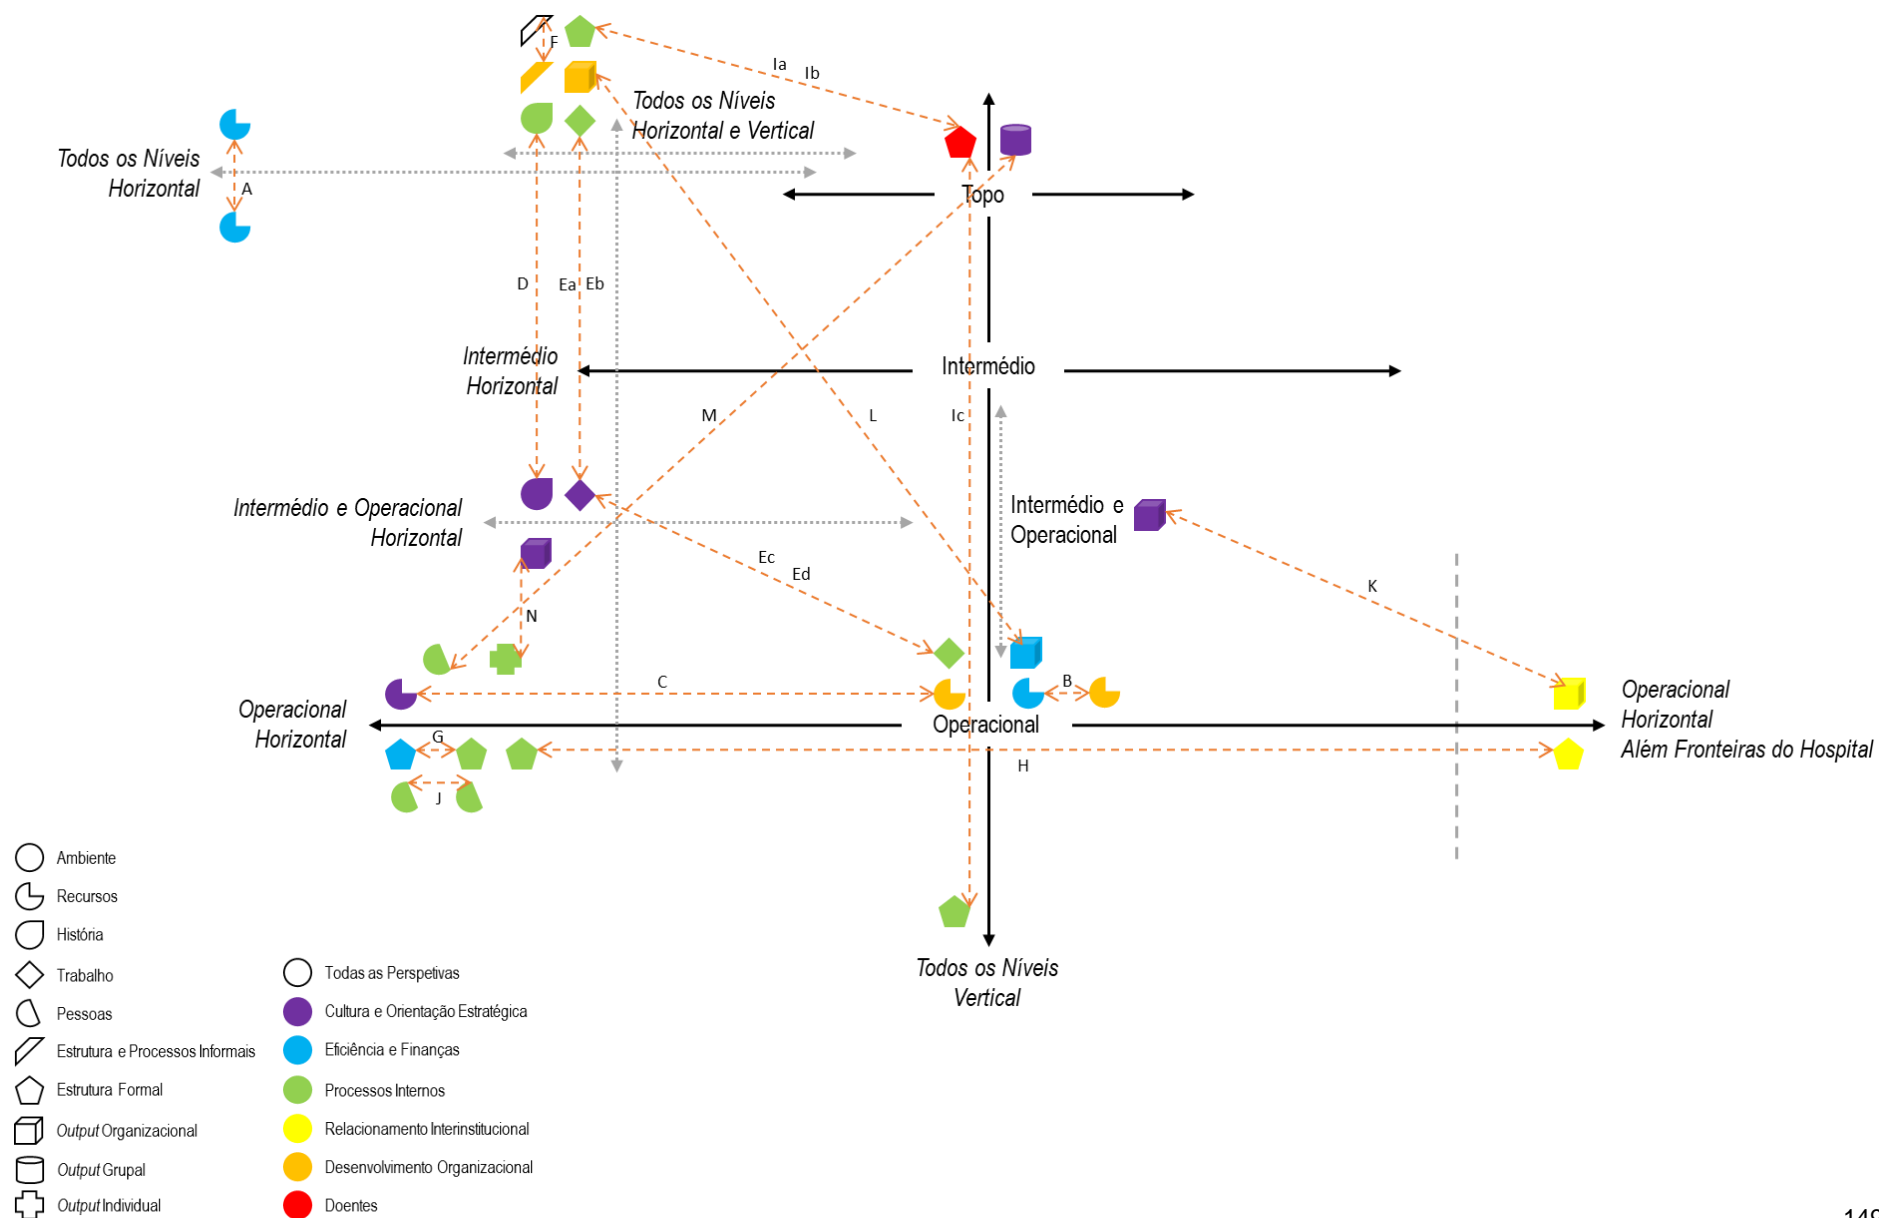 F
Ia
Ib
Todos os Níveis
Horizontal e Vertical
Todos os Níveis
Horizontal
A
Topo
D
Ea
Eb
Intermédio
Horizontal
Intermédio
M
L
Ic
Intermédio e Operacional
Horizontal
Intermédio e
Operacional
Ec
Ed
K
N
C
B
Operacional
Horizontal
Operacional
Operacional
Horizontal
Além Fronteiras do Hospital
G
H
J
Todos os Níveis
Vertical
Ambiente
Recursos
História
Trabalho
Pessoas
Estrutura e Processos Informais
Estrutura Formal
Output Organizacional
Output Grupal
Output Individual
Todas as Perspetivas
Cultura e Orientação Estratégica
Eficiência e Finanças
Processos Internos
Relacionamento Interinstitucional
Desenvolvimento Organizacional
Doentes